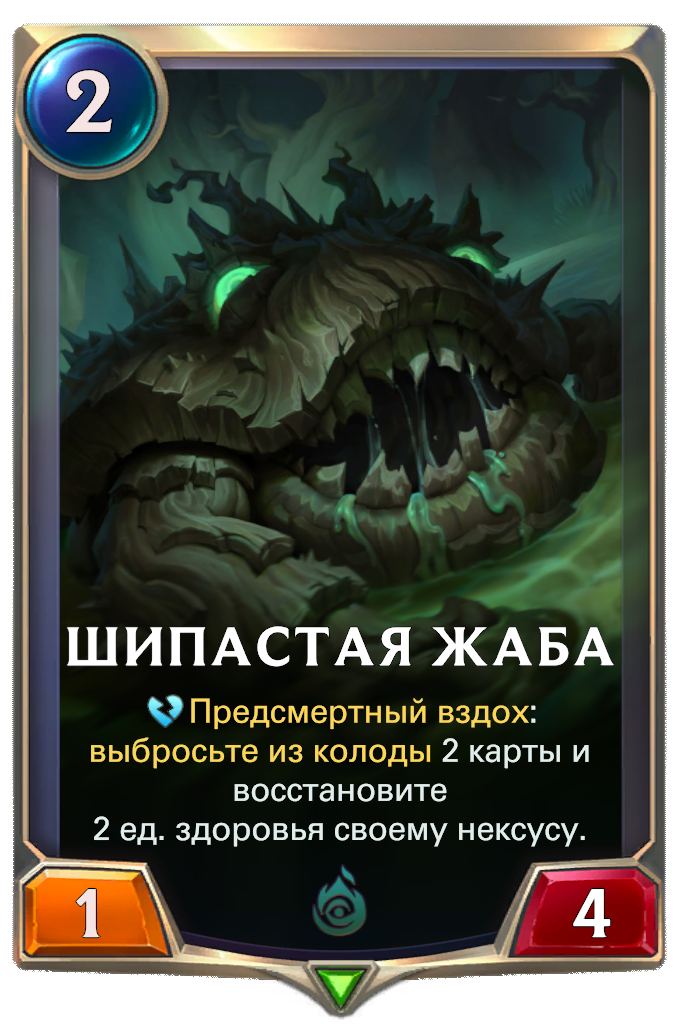 2
ШИПАСТАЯ ЖАБА
Предсмертный вздох:
выбросьте из колоды 2 карты и
восстановите
2 ед. здоровья своему нексусу.
1
4